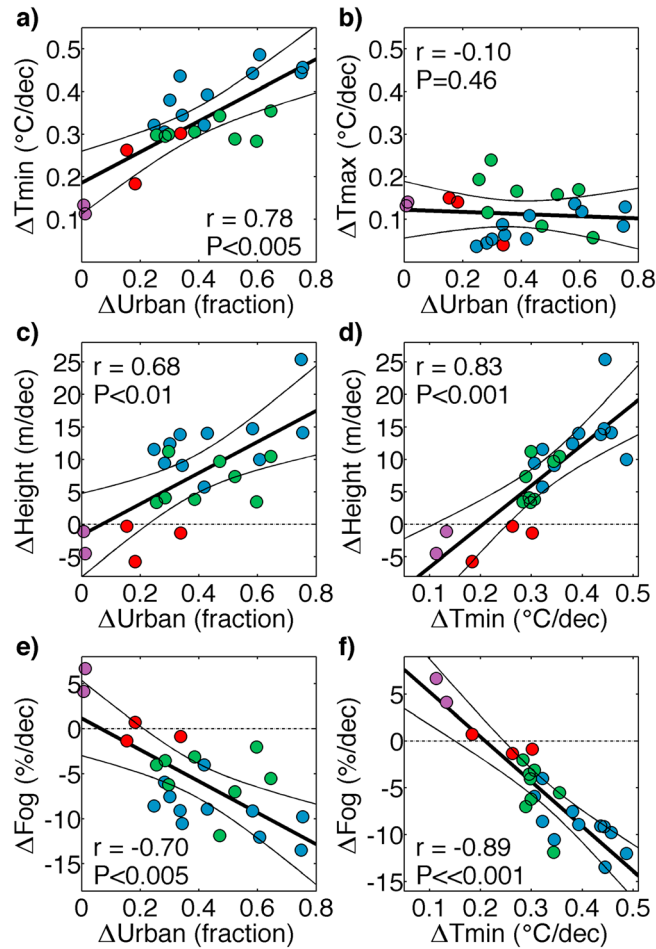 a)
ΔTmin (°C/dec)
0.5
0.4
0.3
0.2
0.1
r = 0.78
P<0.005
0 0.2 0.4 0.6 0.8
ΔUrban (fraction)
b)
ΔTmax (°C/dec)
0.5
0.4
0.3
0.2
0.1
r = -0.10
P=0.46
0 0.2 0.4 0.6 0.8
ΔUrban (fraction)
c)
ΔHeight (m/dec)
25
20
15
10
5
0
-5
r = 0.68
P<0.01
0 0.2 0.4 0.6 0.8
ΔUrban (fraction)
d)
ΔHeight (m/dec)
25
20
15
10
5
0
-5
r = 0.83
P<0.001
0.1 0.2 0.3 0.4 0.5
ΔTmin (°C/dec)
e)
ΔFog (%/dec)
5
0
-5
-10
-15
r = -0.70
P<0.005
0 0.2 0.4 0.6 0.8
ΔUrban (fraction)
f)
ΔFog (%/dec)
5
0
-5
-10
-15
r = -0.89
P<<0.001
0.1 0.2 0.3 0.4 0.5
ΔTmin (°C/dec)